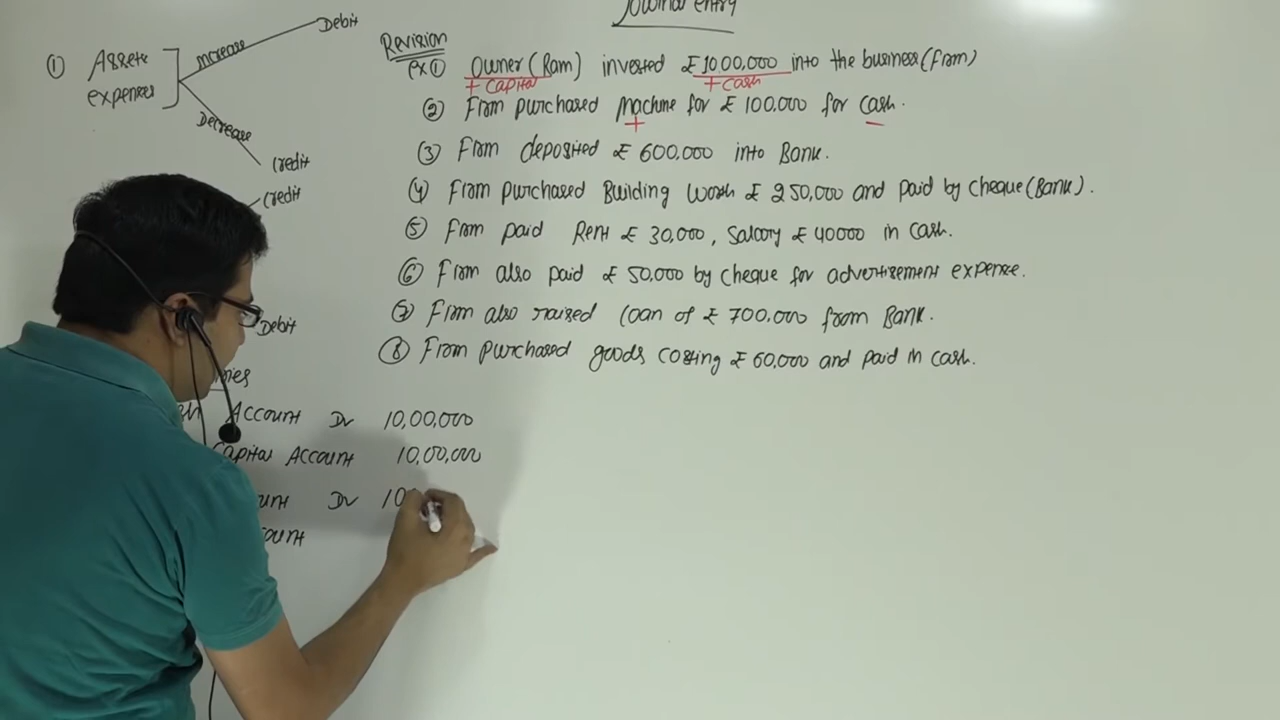 Journal entry
① Assets
expenses
Increase
Debit
Decrease
Credit
Credit
Debit
Revision
ex① Owner (Ram) invested ₤ 1000,000 into the business (firm)
+ Capital + Cash
② Firm purchased Machine for ₤ 100,000 for Cash.
+ −
③ Firm deposited ₤ 600,000 into Bank.
④ Firm purchased Building worth ₤ 250,000 and paid by cheque (Bank).
⑤ Firm paid Rent ₤ 30,000, Salary ₤ 40000 in cash.
⑥ Firm also paid ₤ 50,000 by cheque for advertisement expense.
⑦ Firm also raised loan of ₤ 700,000 from Bank.
⑧ Firm purchased goods costing ₤ 60,000 and paid in cash.
Account Dr 10,00,000
Capital Account 10,00,000
Dr 10